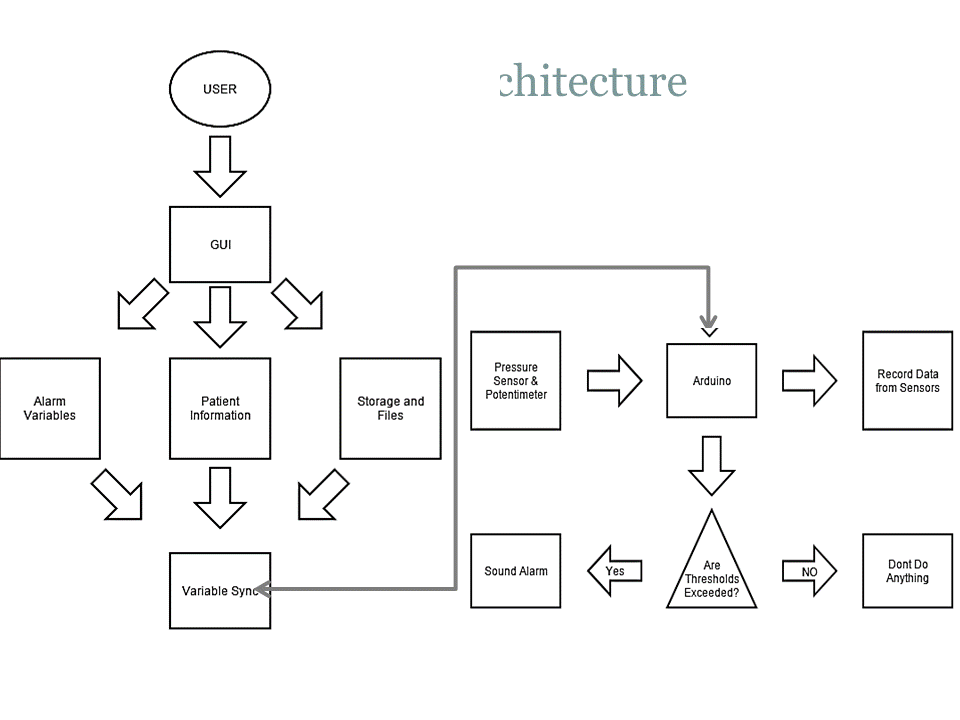 chitecture
USER
GUI
Alarm
Variables
Patient
Information
Storage and
Files
Variable Sync
Pressure
Sensor &
Potentimeter
Arduino
Record Data
from Sensors
Sound Alarm
Yes
Are
Thresholds
Exceeded?
NO
Dont Do
Anything